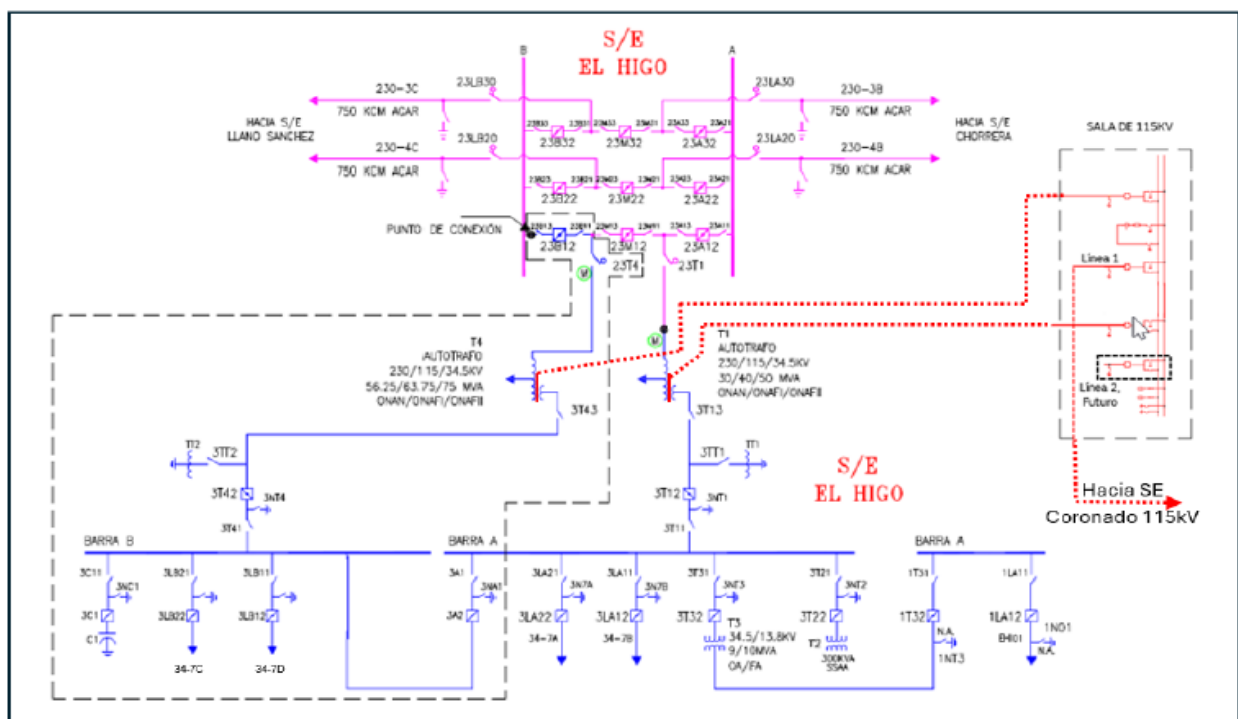 B
S/E
EL HIGO
A
230-3C
23LB30
23LA30
230-3B
HACIA S/E
LLANO SANCHEZ
750 KCM ACAR
750 KCM ACAR
HACIA S/E
CHORRERA
23B32
23M32
23A32
230-4C
23LB20
23LA20
230-4B
750 KCM ACAR
750 KCM ACAR
23B22
23M22
23A22
PUNTO DE CONEXIÓN
23B12
23M12
23A12
23T4
23T1
M
M
SALA DE 115KV
Línea 1
Línea 2,
Futuro
Hacia SE
Coronado 115kV
T4
AUTOTRAFO
230/115/34.5KV
56.25/63.75/75 MVA
ONAN/ONAFI/ONAFII
3T43
T1
AUTOTRAFO
230/115/34.5KV
30/40/50 MVA
ONAN/ONAFI/ONAFII
3T13
TT2
3TT2
3TT1
TT1
3T42
3NT4
3T41
3T12
3NT1
3T11
S/E
EL HIGO
BARRA B
BARRA A
BARRA A
3C11
3NC1
3C1
C1
3LB21
3LB22
34-7C
3LB11
3LB12
34-7D
3A1
3NA1
3A2
3LA21
3N7A
3LA22
34-7A
3LA11
3N7B
3LA12
34-7B
3T31
3NT3
3T32
T3
34.5/13.8KV
9/10MVA
OA/FA
3T21
3NT2
3T22
T2
300KVA
SSAA
1T31
1T32
N.A.
1NT3
1LA11
1LA12
1NO1
N.A.